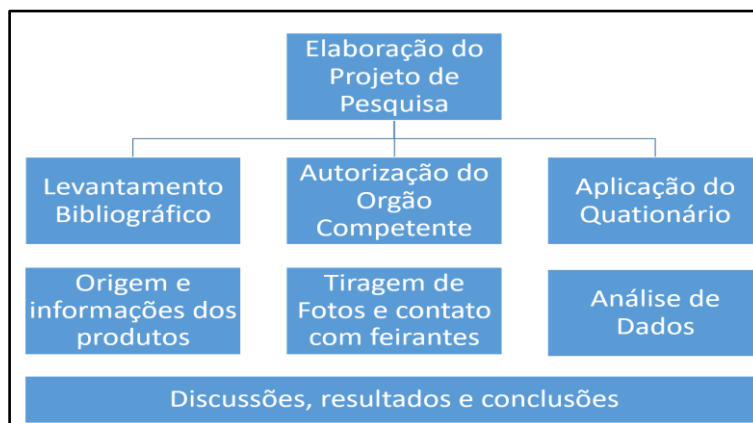 Elaboração do
Projeto de
Pesquisa
Levantamento
Bibliográfico
Autorização do
Orgão
Competente
Aplicação do
Quationário
Origem e
informações dos
produtos
Tiragem de
Fotos e contato
com feirantes
Análise de
Dados
Discussões, resultados e conclusões